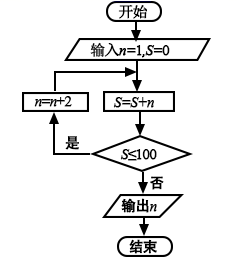 开始
输入n=1,S=0
n=n+2
S=S+n
是
S≤100
否
输出n
结束